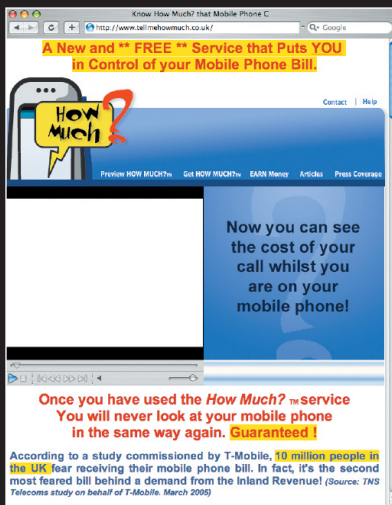 Know How Much? that Mobile Phone C
http://www.tellmehowmuch.co.uk/
Google
A New and ** FREE ** Service that Puts YOU
in Control of your Mobile Phone Bill.
Contact | Help
How
Much?
Preview HOW MUCH?TM Get HOW MUCH?TM EARN Money Articles Press Coverage
Now you can see
the cost of your
call whilst you
are on your
mobile phone!
Once you have used the How Much? TM service
You will never look at your mobile phone
in the same way again. Guaranteed !
According to a study commissioned by T-Mobile, 10 million people in
the UK fear receiving their mobile phone bill. In fact, it's the second
most feared bill behind a demand from the Inland Revenue! (Source: TNS
Telecoms study on behalf of T-Mobile. March 2005)